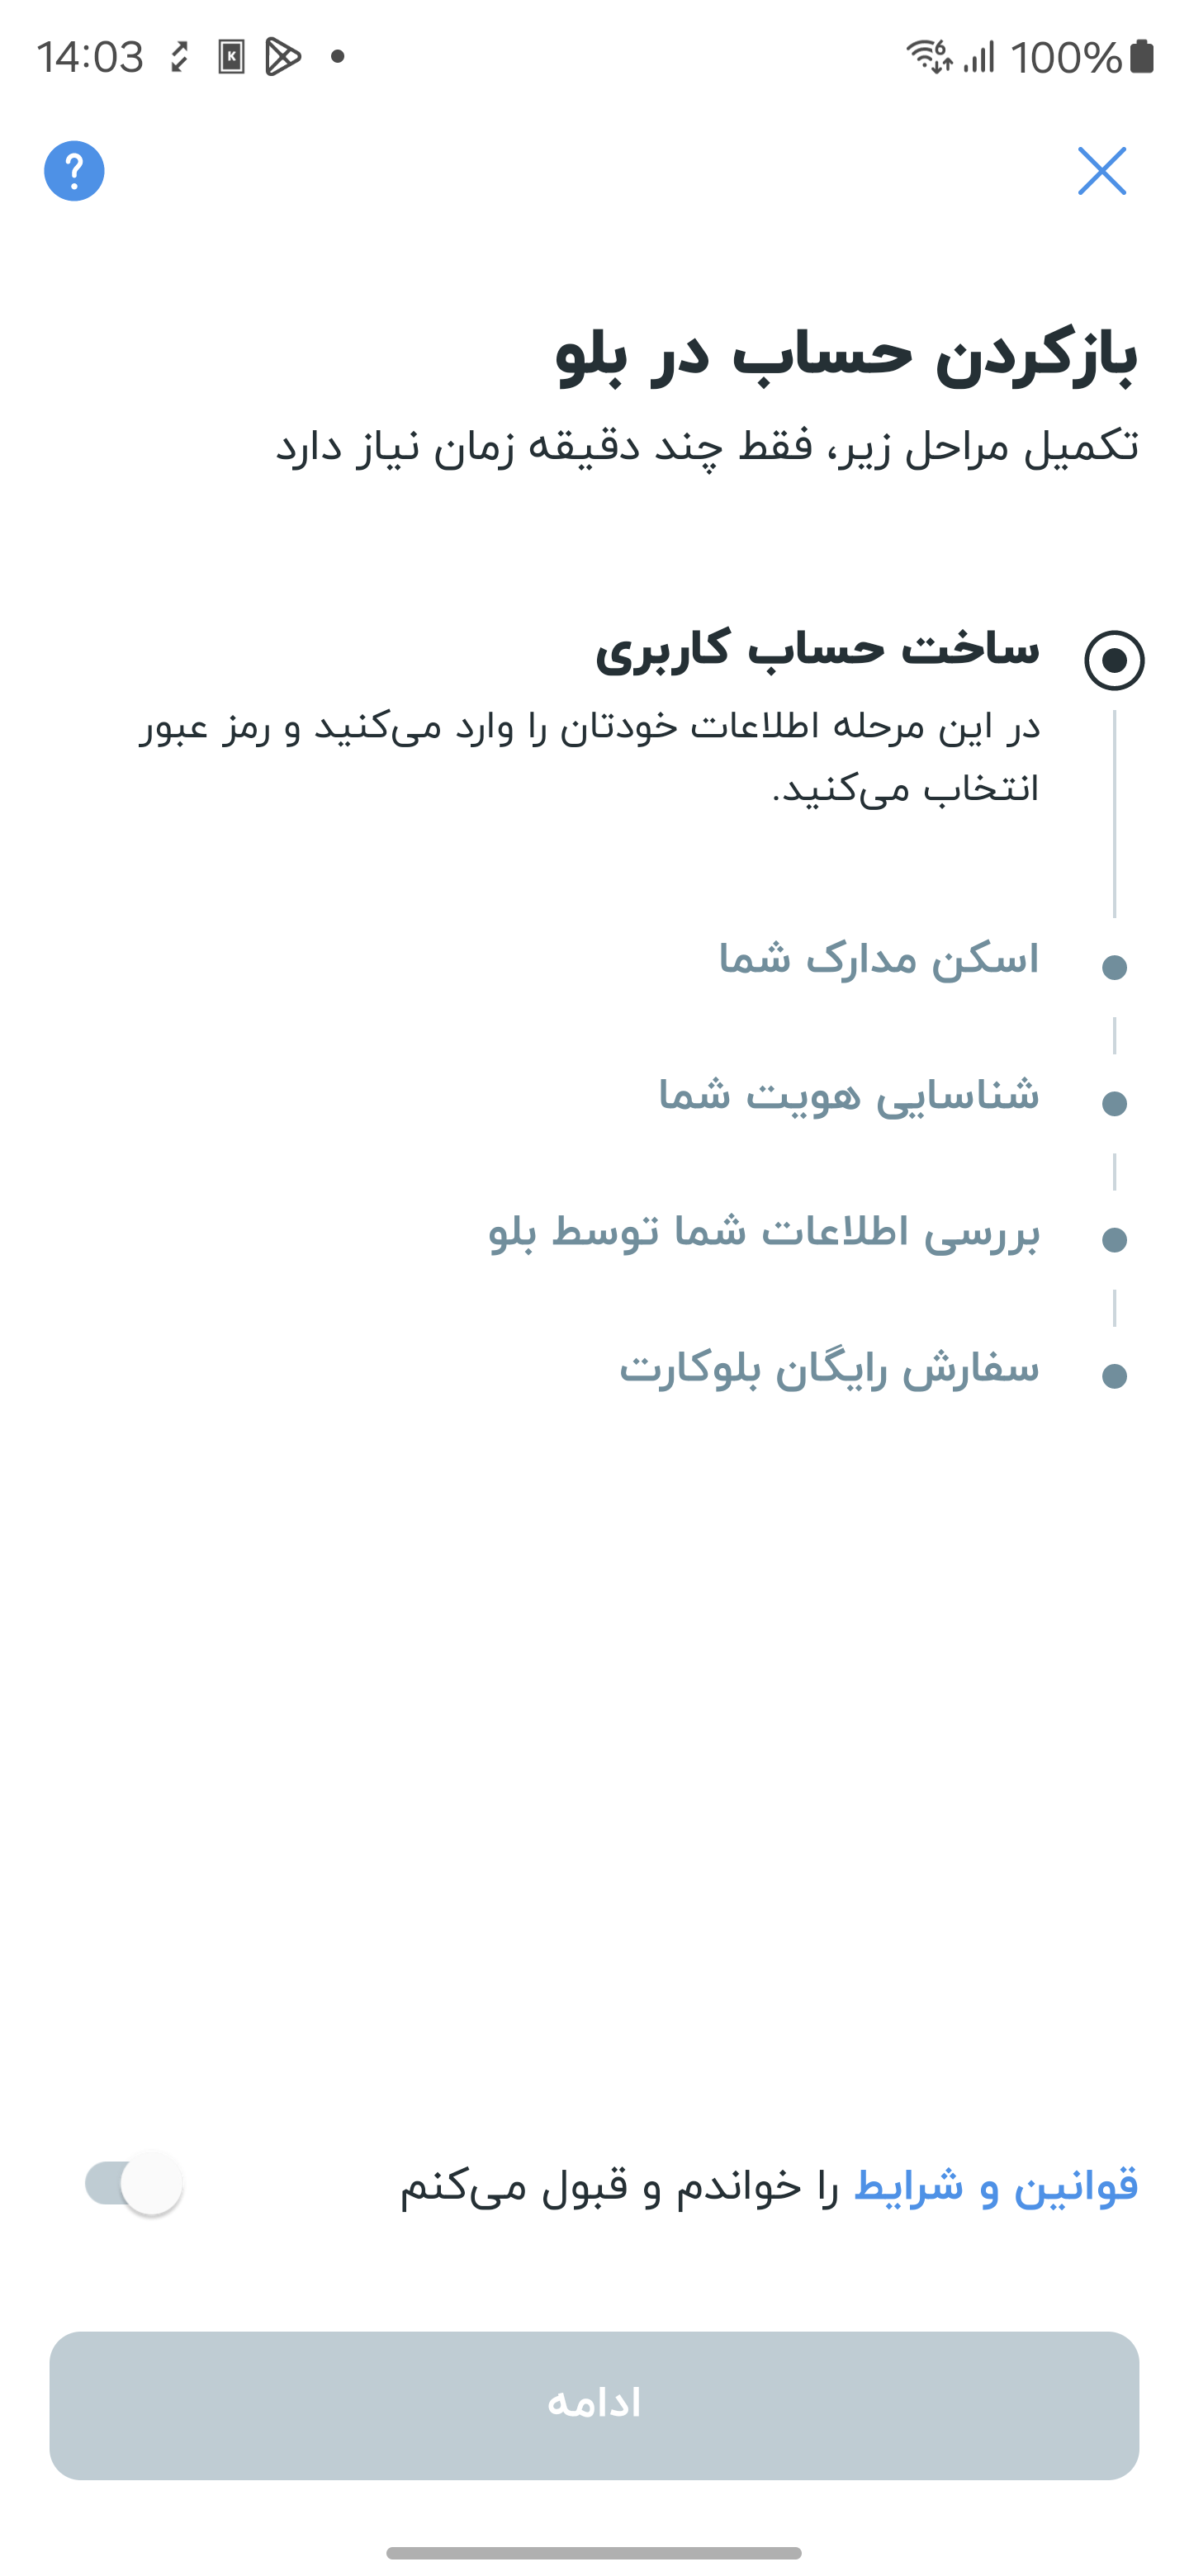 14:03
6
100%
K
?
بازکردن حساب در بلو
تکمیل مراحل زیر، فقط چند دقیقه زمان نیاز دارد
ساخت حساب کاربری
در این مرحله اطلاعات خودتان را وارد می‌کنید و رمز عبور
انتخاب می‌کنید.
اسکن مدارک شما
شناسایی هویت شما
بررسی اطلاعات شما توسط بلو
سفارش رایگان بلوکارت
قوانین و شرایط را خواندم و قبول می‌کنم
ادامه